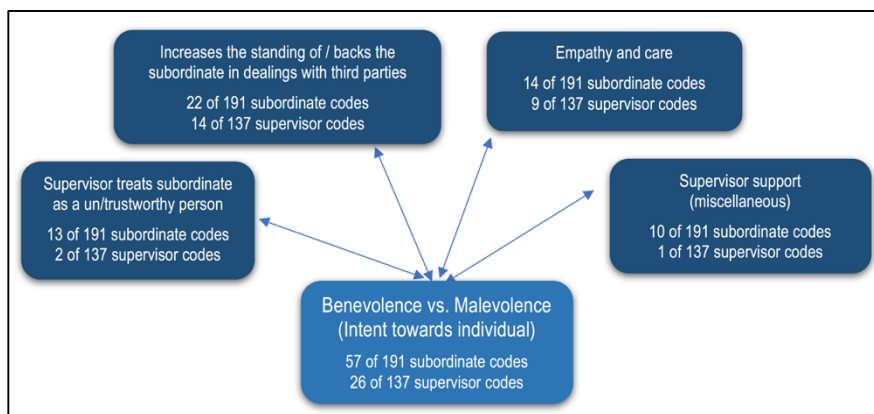 Increases the standing of / backs the
subordinate in dealings with third parties
22 of 191 subordinate codes
14 of 137 supervisor codes
Empathy and care
14 of 191 subordinate codes
9 of 137 supervisor codes
Supervisor treats subordinate
as a un/trustworthy person
13 of 191 subordinate codes
2 of 137 supervisor codes
Supervisor support
(miscellaneous)
10 of 191 subordinate codes
1 of 137 supervisor codes
Benevolence vs. Malevolence
(Intent towards individual)
57 of 191 subordinate codes
26 of 137 supervisor codes